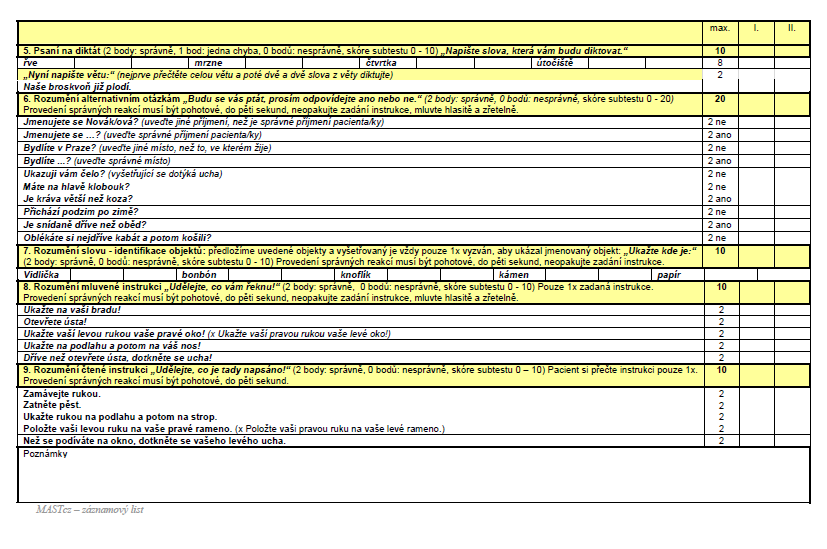 max. I. II.
5. Psaní na diktát (2 body: správně, 1 bod: jedna chyba, 0 bodů: nesprávně, skóre subtestu 0 - 10) „Napište slova, která vám budu diktovat.“ 10
řve mrzne čtvrtka útočiště 8
„Nyní napište větu:“ (nejprve přečtěte celou větu a poté dvě a dvě slova z věty diktujte) 2
Naše broskvoň již plodí.
6. Rozumění alternativním otázkám „Budu se vás ptát, prosím odpovídejte ano nebo ne.“ (2 body: správně, 0 bodů: nesprávně, skóre subtestu 0 - 20) 20
Provedení správných reakcí musí být pohotové, do pěti sekund, neopakujte zadání instrukce, mluvte hlasitě a zřetelně.
Jmenujete se Novák/ová? (uveďte jiné příjmení, než je správné příjmení pacienta/ky) 2 ne
Jmenujete se ...? (uveďte správné příjmení pacienta/ky) 2 ano
Bydlíte v Praze? (uveďte jiné místo, než to, ve kterém žije) 2 ne
Bydlíte ...? (uveďte správné místo) 2 ano
Ukazuji vám čelo? (vyšetřující se dotýká ucha) 2 ne
Máte na hlavě klobouk? 2 ne
Je kráva větší než koza? 2 ano
Přichází podzim po zimě? 2 ne
Je snídaně dříve než oběd? 2 ano
Oblékáte si nejdříve kabát a potom košili? 2 ne
7. Rozumění slovu - identifikace objektů: předložíme uvedené objekty a vyšetřovaný je vždy pouze 1x vyzván, aby ukázal jmenovaný objekt: „Ukažte kde je:“ 10
(2 body: správně, 0 bodů: nesprávně, skóre subtestu 0 - 10) Provedení správných reakcí musí být pohotové, do pěti sekund, neopakujte zadání instrukce.
Vidlička bonbón knoflík kámen papír
8. Rozumění mluvené instrukci „Udělejte, co vám řeknu!“ (2 body: správně, 0 bodů: nesprávně, skóre subtestu 0 - 10) Pouze 1x zadaná instrukce. 10
Provedení správných reakcí musí být pohotové, do pěti sekund, neopakujte zadání instrukce, mluvte hlasitě a zřetelně.
Ukažte na vaši bradu! 2
Otevřete ústa! 2
Ukažte vaší levou rukou vaše pravé oko! (x Ukažte vaší pravou rukou vaše levé oko!) 2
Ukažte na podlahu a potom na váš nos! 2
Dříve než otevřete ústa, dotkněte se ucha! 2
9. Rozumění čtené instrukci „Udělejte, co je tady napsáno!“ (2 body: správně, 0 bodů: nesprávně, skóre subtestu 0 – 10) Pacient si přečte instrukci pouze 1x. 10
Provedení správných reakcí musí být pohotové, do pěti sekund.
Zamávejte rukou. 2
Zatněte pěst. 2
Ukažte rukou na podlahu a potom na strop. 2
Položte vaši levou ruku na vaše pravé rameno. (x Položte vaši pravou ruku na vaše levé rameno.) 2
Než se podíváte na okno, dotkněte se vašeho levého ucha. 2
Poznámky
MASTcz – záznamový list